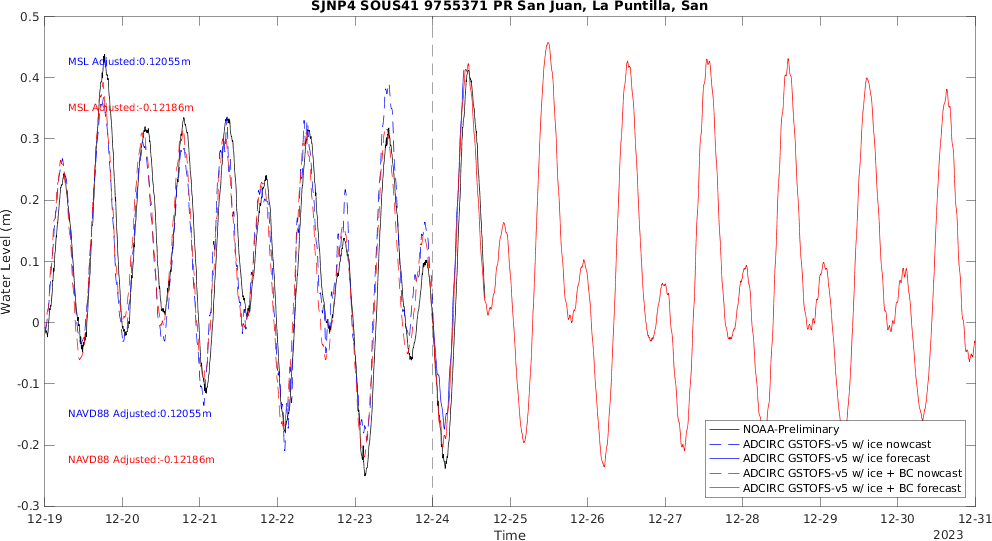 SJNP4 SOUS41 9755371 PR San Juan, La Puntilla, San
0.5
MSL Adjusted:0.12055m
0.4
MSL Adjusted:-0.12186m
0.3
0.2
Water Level (m)
0.1
0
-0.1
NAVD88 Adjusted:0.12055m
-0.2
NAVD88 Adjusted:-0.12186m
-0.3
NOAA-Preliminary
ADCIRC GSTOFS-v5 w/ ice nowcast
ADCIRC GSTOFS-v5 w/ ice forecast
ADCIRC GSTOFS-v5 w/ ice + BC nowcast
ADCIRC GSTOFS-v5 w/ ice + BC forecast
12-19 12-20 12-21 12-22 12-23 12-24 12-25 12-26 12-27 12-28 12-29 12-30 12-31
Time
2023